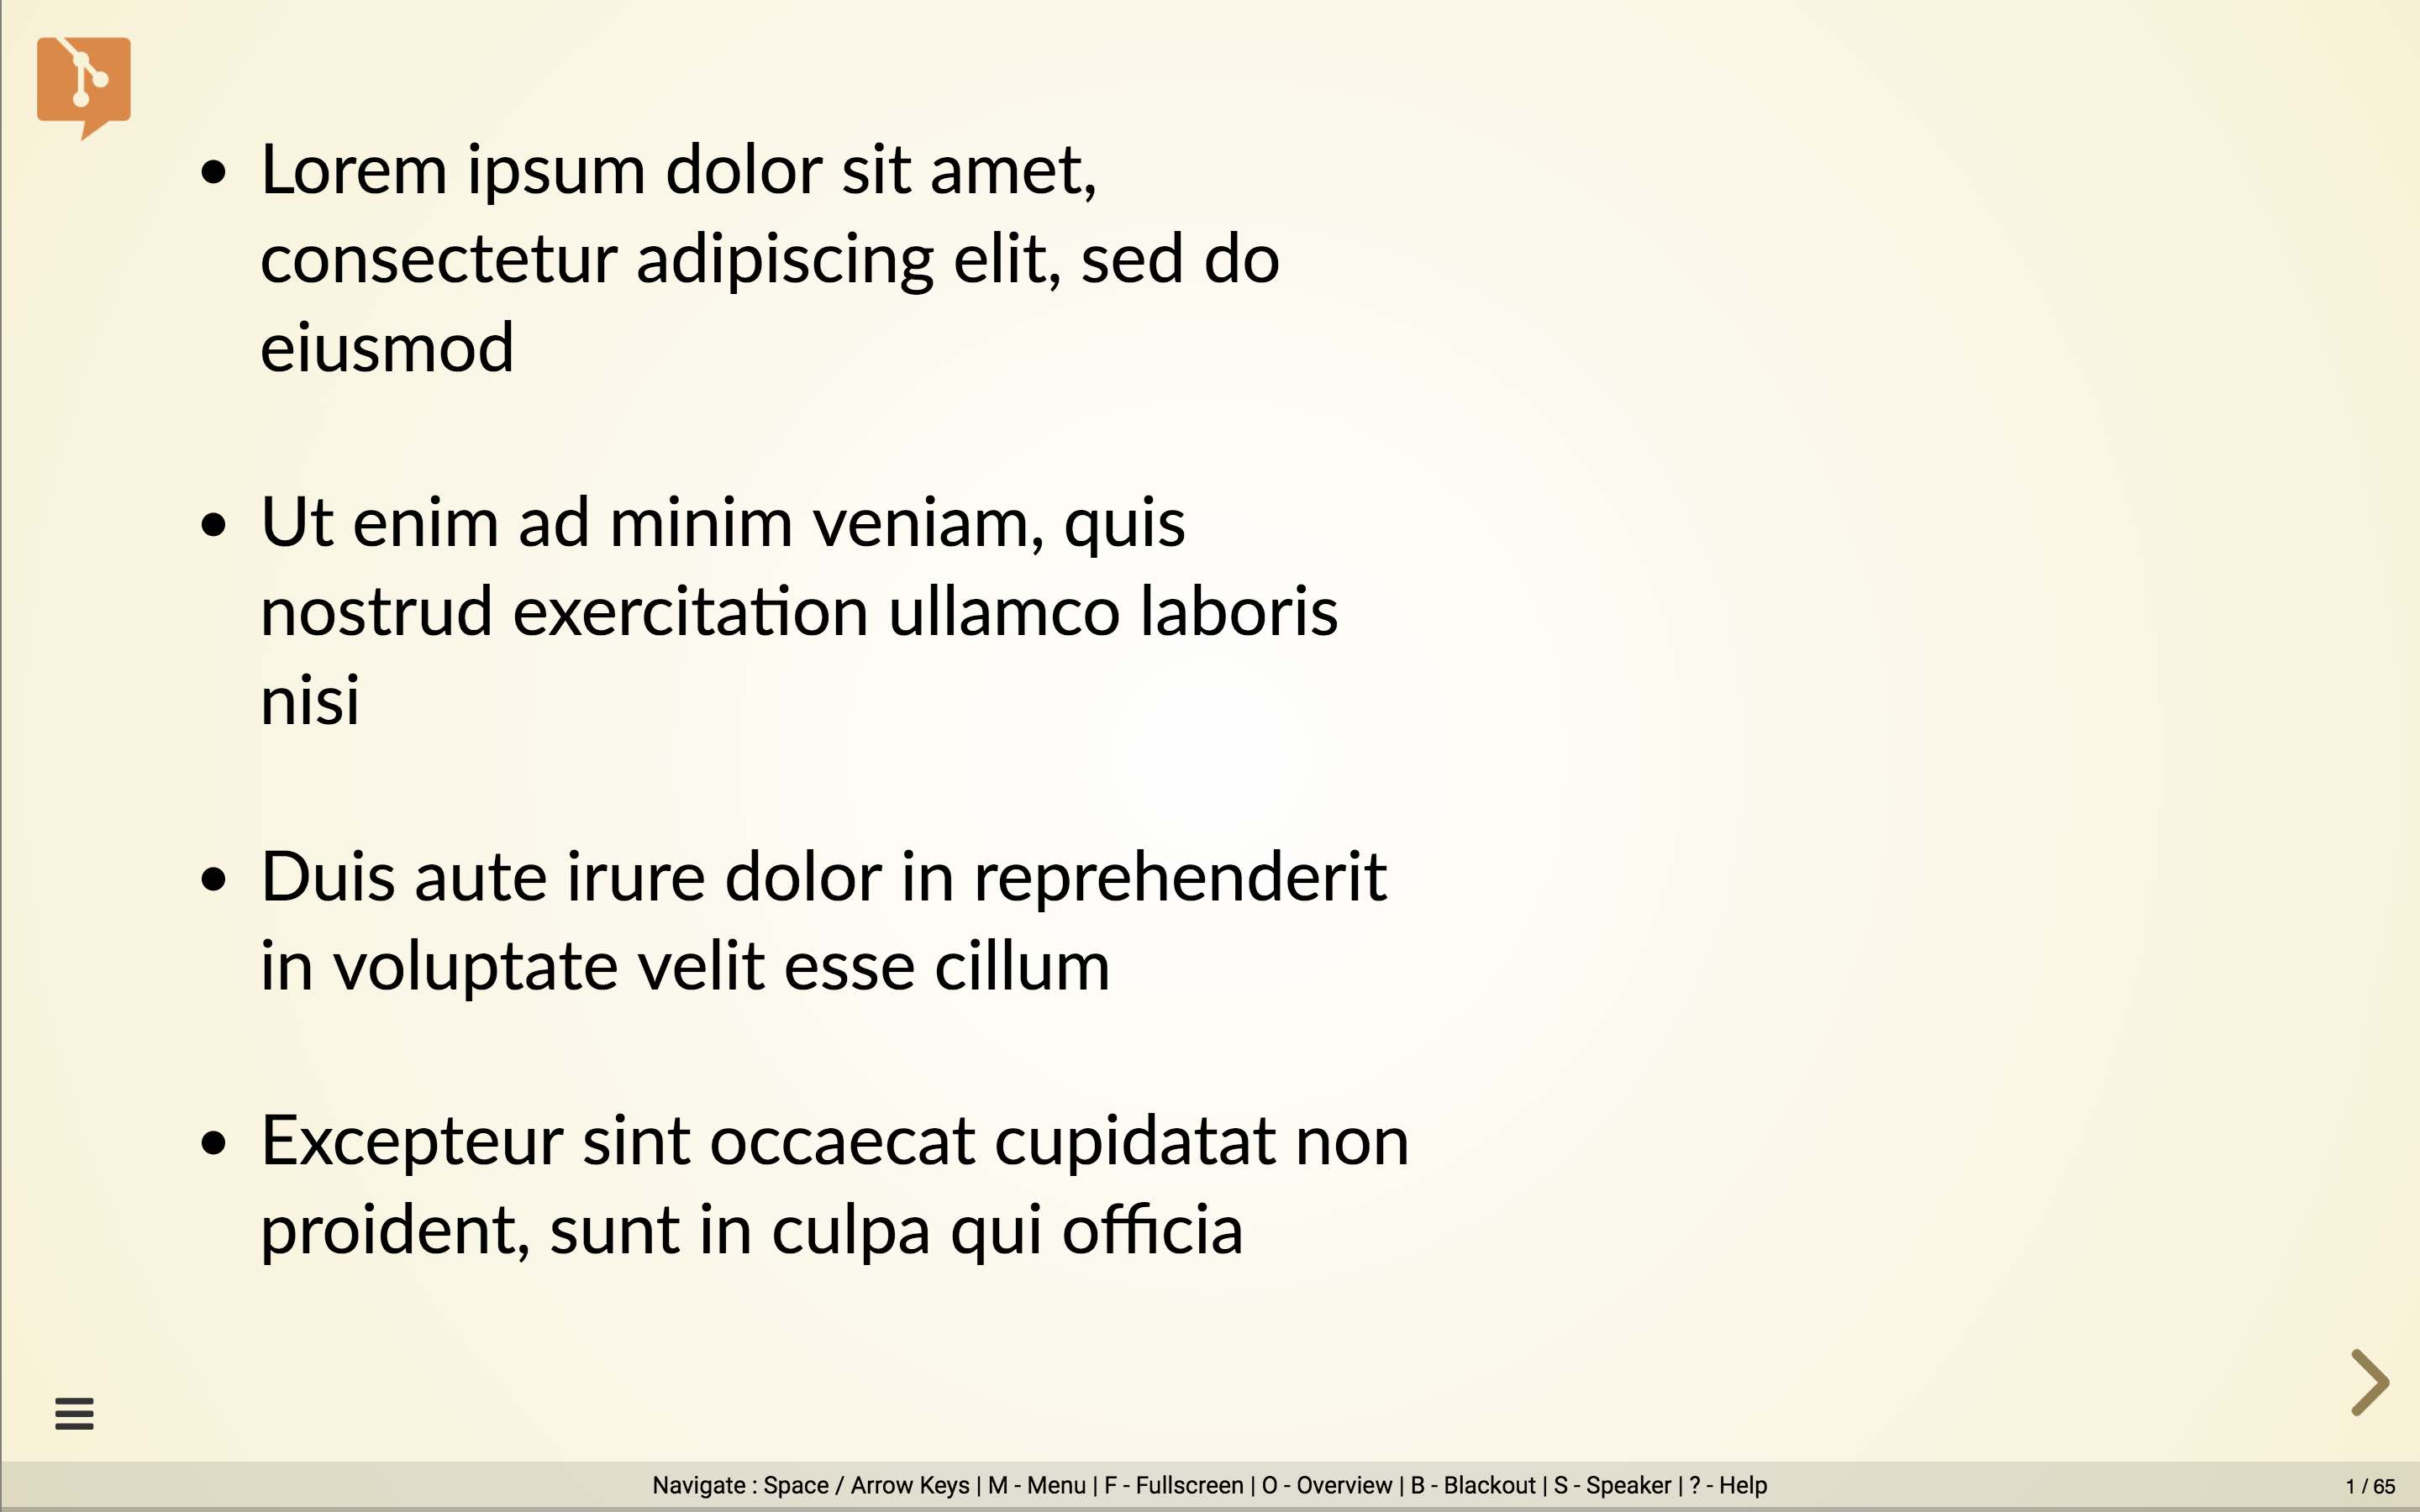 • Lorem ipsum dolor sit amet,
consectetur adipiscing elit, sed do
eiusmod
• Ut enim ad minim veniam, quis
nostrud exercitation ullamco laboris
nisi
• Duis aute irure dolor in reprehenderit
in voluptate velit esse cillum
• Excepteur sint occaecat cupidatat non
proident, sunt in culpa qui officia
Navigate : Space / Arrow Keys | M - Menu | F - Fullscreen | O - Overview | B - Blackout | S - Speaker | ? - Help
1 / 65